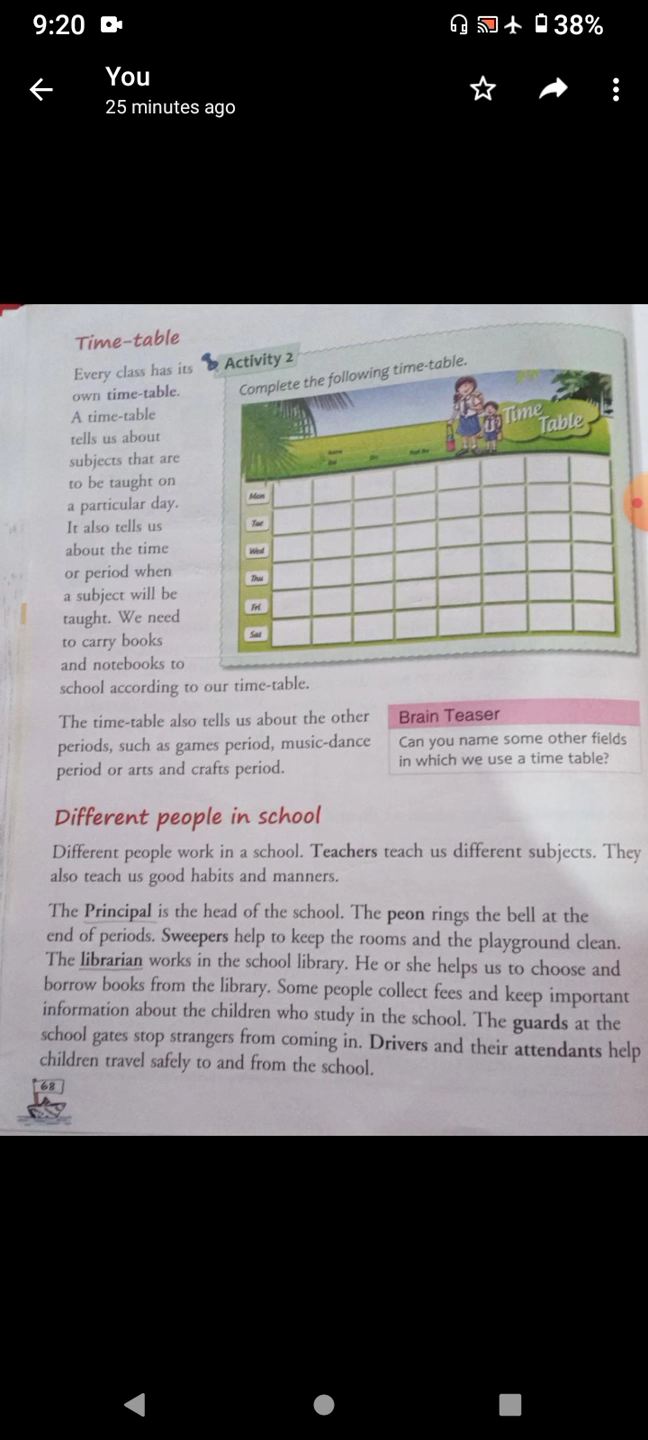 9:20
38%
You
25 minutes ago
Time-table
Every class has its
own time-table.
A time-table
tells us about
subjects that are
to be taught on
a particular day.
It also tells us
about the time
or period when
a subject will be
taught. We need
to carry books
and notebooks to
school according to our time-table.
Activity 2
Complete the following time-table.
Time
Table
Mon
Tue
Wed
Thu
Fri
Sat
The time-table also tells us about the other
periods, such as games period, music-dance
period or arts and crafts period.
Brain Teaser
Can you name some other fields
in which we use a time table?
Different people in school
Different people work in a school. Teachers teach us different subjects. They
also teach us good habits and manners.
The Principal is the head of the school. The peon rings the bell at the
end of periods. Sweepers help to keep the rooms and the playground clean.
The librarian works in the school library. He or she helps us to choose and
borrow books from the library. Some people collect fees and keep important
information about the children who study in the school. The guards at the
school gates stop strangers from coming in. Drivers and their attendants help
children travel safely to and from the school.
68